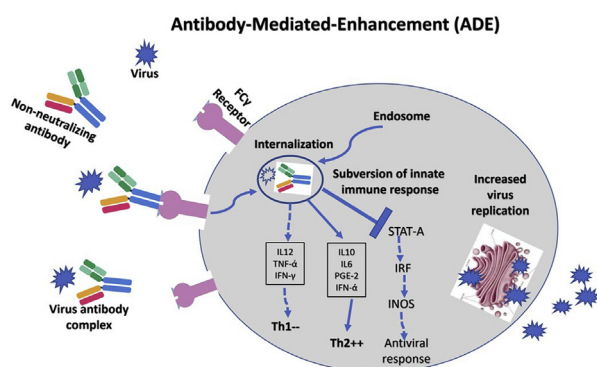 Antibody-Mediated-Enhancement (ADE)
Virus
Non-neutralizing
antibody
FCγ
Receptor
Endosome
Internalization
Subversion of innate
immune response
Increased
virus
replication
STAT-A
IL12
TNF-ά
IFN-γ
IL10
IL6
PGE-2
IFN-ά
IRF
INOS
Virus antibody
complex
Th1--
Th2++
Antiviral
response